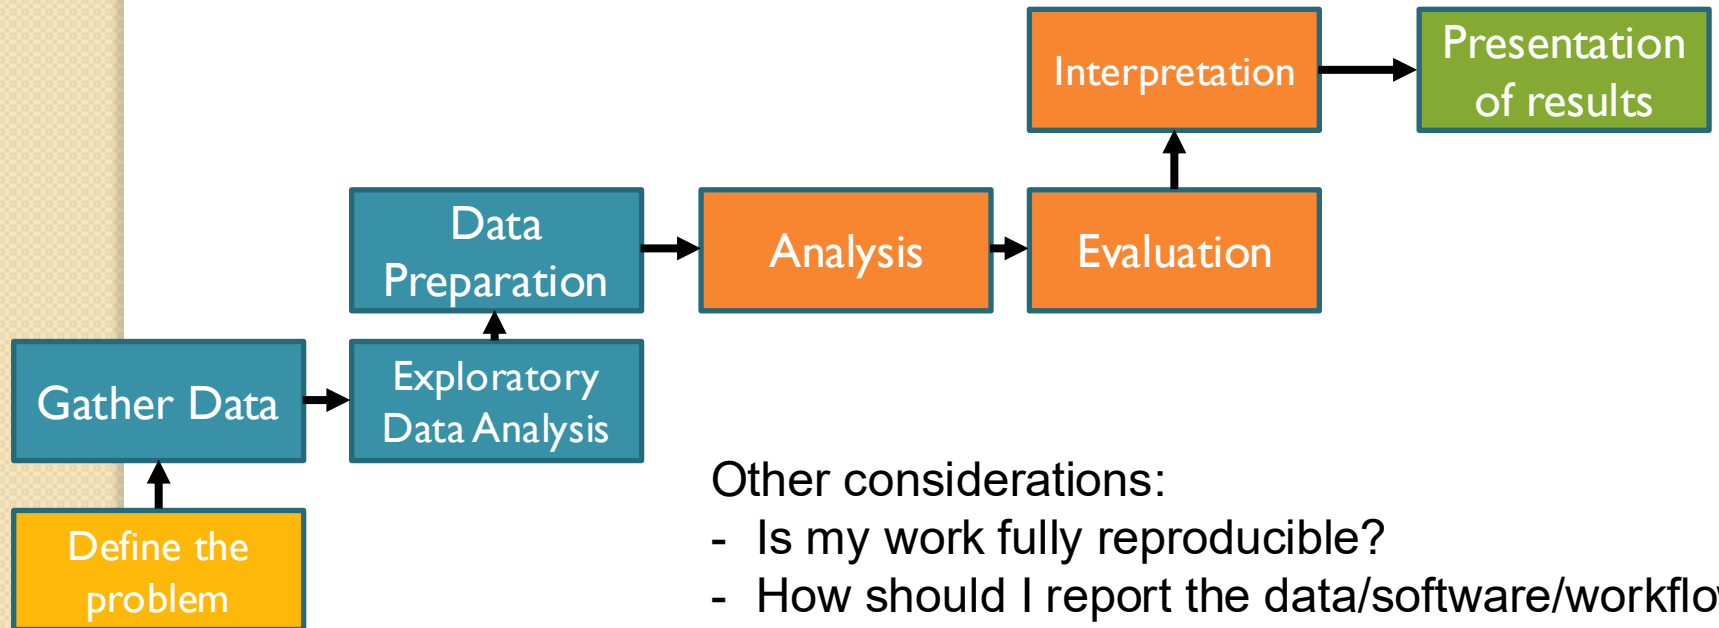 Define the
problem
Gather Data
Exploratory
Data Analysis
Data
Preparation
Analysis
Evaluation
Interpretation
Presentation
of results
Other considerations:
- Is my work fully reproducible?
- How should I report the data/software/